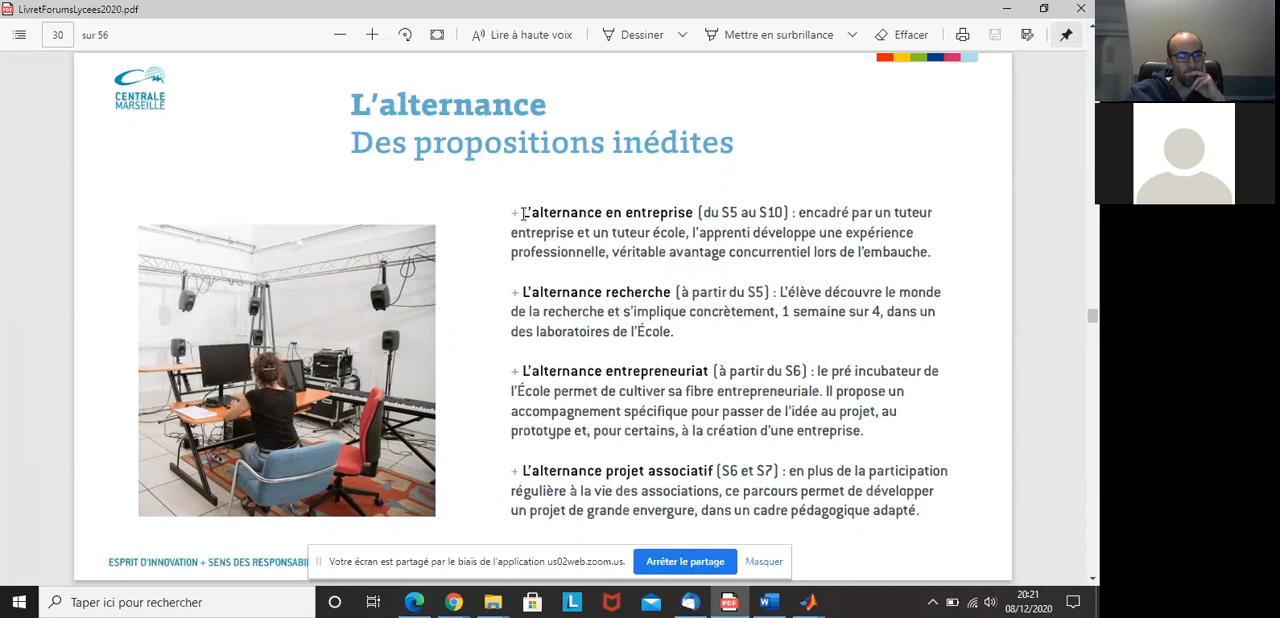 LivretForumsLycees2020.pdf
30 sur 56
Lire à haute voix
Dessiner
Mettre en surbrillance
Effacer
CENTRALE
MARSEILLE
L'alternance
Des propositions inédites
+ L'alternance en entreprise (du S5 au S10) : encadré par un tuteur
entreprise et un tuteur école, l'apprenti développe une expérience
professionnelle, véritable avantage concurrentiel lors de l'embauche.
+ L'alternance recherche (à partir du S5) : L'élève découvre le monde
de la recherche et s'implique concrètement, 1 semaine sur 4, dans un
des laboratoires de l'École.
+ L'alternance entrepreneuriat (à partir du S6) : le pré incubateur de
l'École permet de cultiver sa fibre entrepreneuriale. Il propose un
accompagnement spécifique pour passer de l'idée au projet, au
prototype et, pour certains, à la création d'une entreprise.
+ L'alternance projet associatif (S6 et S7) : en plus de la participation
régulière à la vie des associations, ce parcours permet de développer
un projet de grande envergure, dans un cadre pédagogique adapté.
ESPRIT D'INNOVATION + SENS DES
Votre écran est partagé par le biais de l'application us02web.zoom.us.
Arrêter le partage
Masquer
Taper ici pour rechercher
20:21
08/12/2020